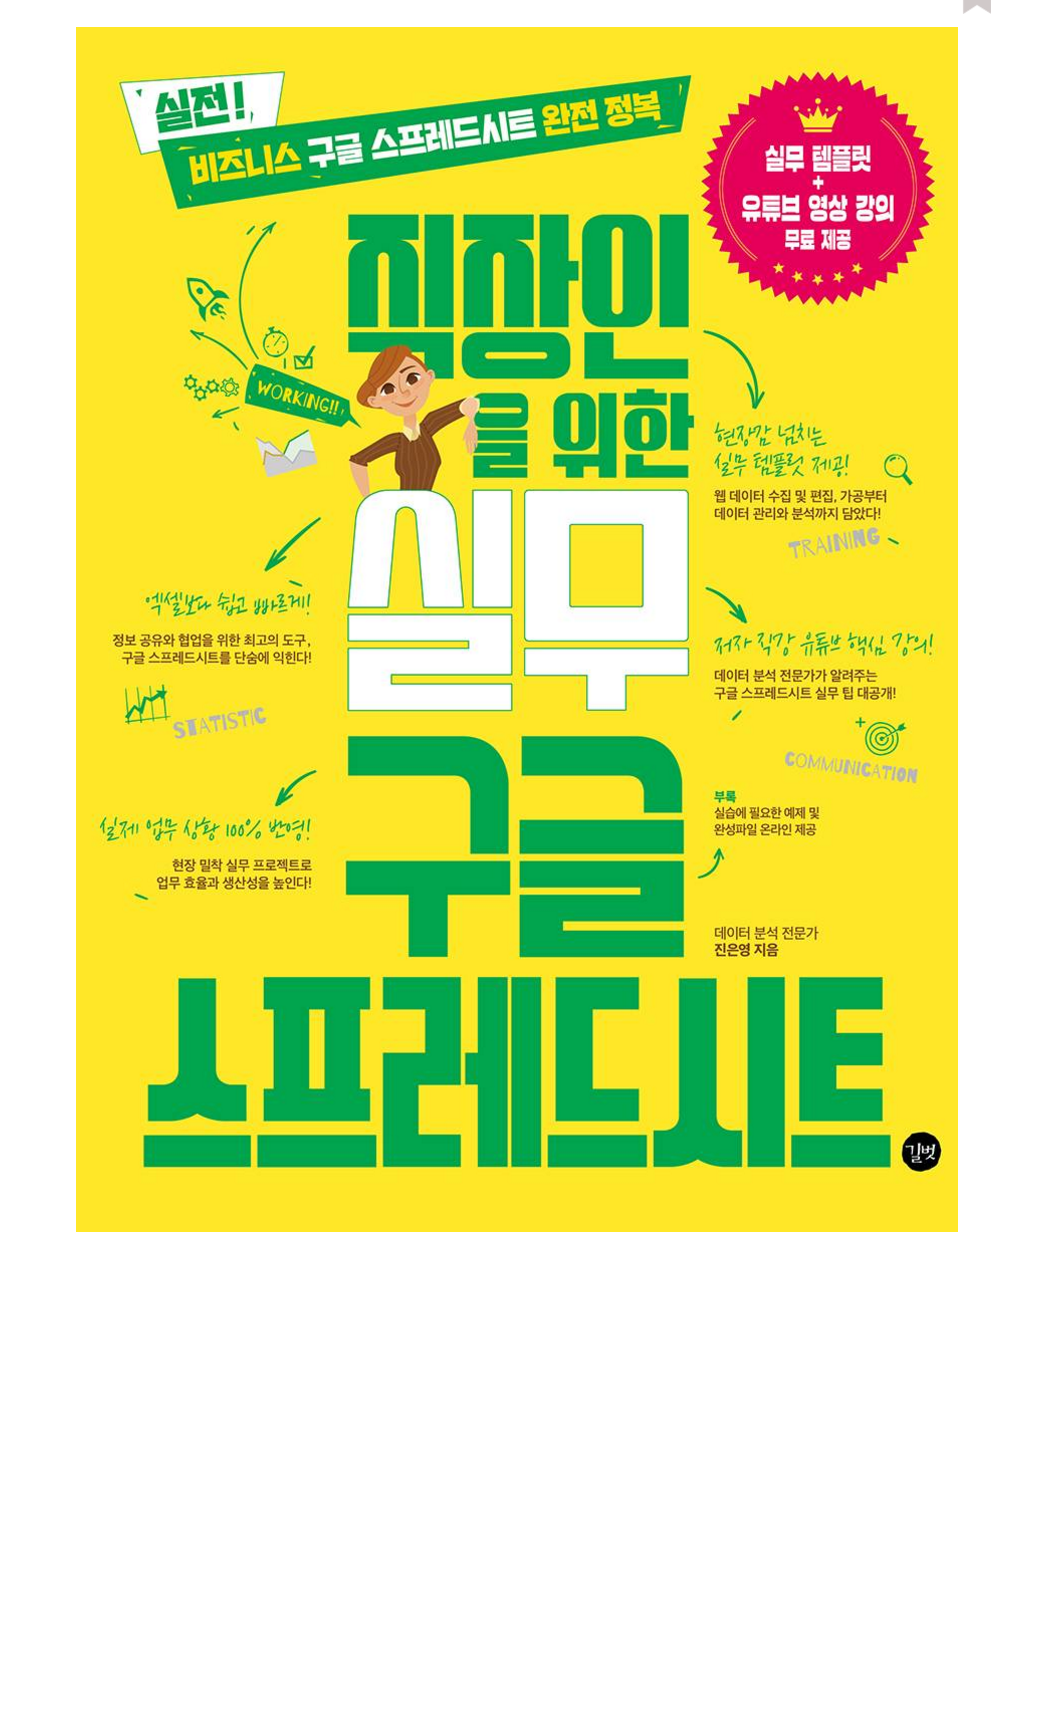 실전!
비즈니스 구글 스프레드시트 완전 정복
실무 템플릿
+
유튜브 영상 강의
무료 제공
직장인
을 위한
실무
구글
스프레드시트
WORKING!!
엑셀보다 쉽고 빠르게!
정보 공유와 협업을 위한 최고의 도구,
구글 스프레드시트를 단숨에 익힌다!
STATISTIC
실제 업무 상황 100% 반영!
현장 밀착 실무 프로젝트로
업무 효율과 생산성을 높인다!
현장감 넘치는
실무 템플릿 제공!
웹 데이터 수집 및 편집, 가공부터
데이터 관리와 분석까지 담았다!
TRAINING
저자 직강 유튜브 핵심 강의!
데이터 분석 전문가가 알려주는
구글 스프레드시트 실무 팁 대공개!
COMMUNICATION
부록
실습에 필요한 예제 및
완성파일 온라인 제공
데이터 분석 전문가
진은영 지음
길벗